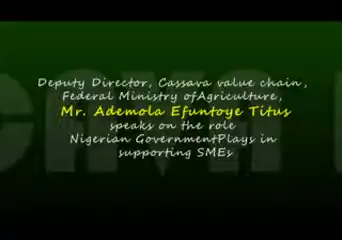 Deputy Director, Cassava value chain,
Federal Ministry ofAgriculture,
Mr. Ademola Efuntoye Titus
speaks on the role
Nigerian GovernmentPlays in
supporting SMEs